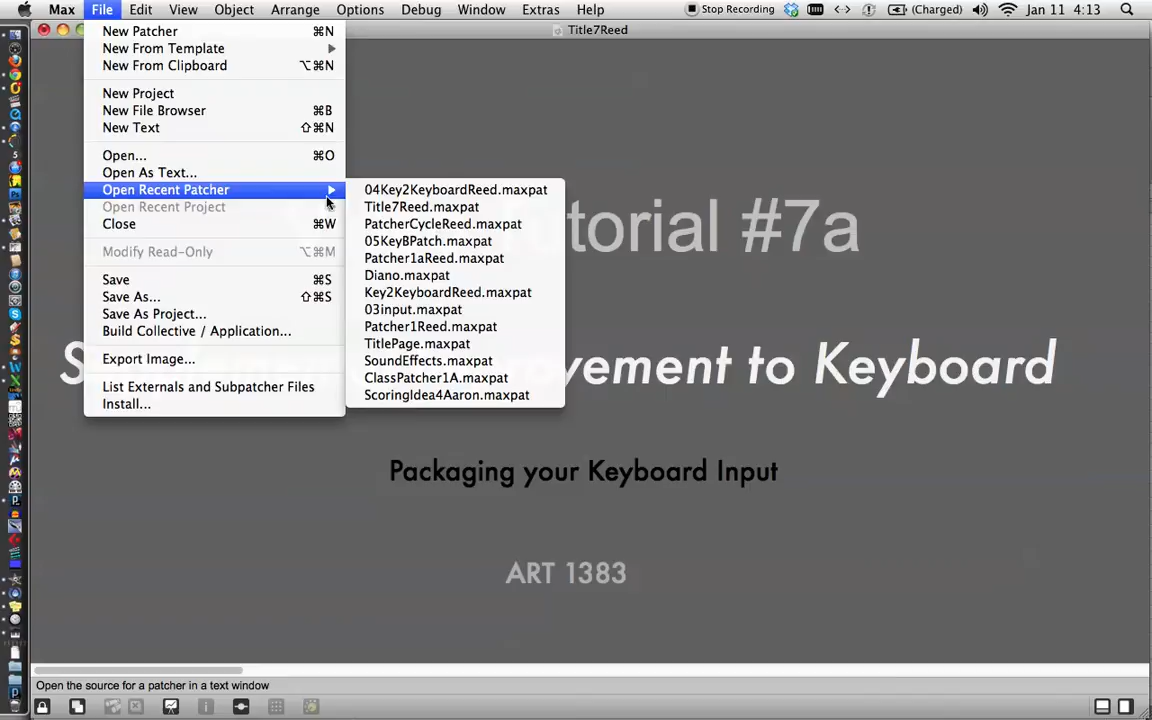 Max File Edit View Object Arrange Options Debug Window Extras Help Stop Recording (Charged) Jan 11 4:13
Title7Reed
New Patcher ⌘N
New From Template
New From Clipboard ⌥⌘N
New Project
New File Browser ⌘B
New Text ⇧⌘N
Open... ⌘O
Open As Text...
Open Recent Patcher
Open Recent Project
Close ⌘W
Modify Read-Only ⌥⌘M
Save ⌘S
Save As... ⇧⌘S
Save As Project...
Build Collective / Application...
Export Image...
List Externals and Subpatcher Files
Install...
04Key2KeyboardReed.maxpat
Title7Reed.maxpat
PatcherCycleReed.maxpat
05KeyBPatch.maxpat
Patcher1aReed.maxpat
Diano.maxpat
Key2KeyboardReed.maxpat
03input.maxpat
Patcher1Reed.maxpat
TitlePage.maxpat
SoundEffects.maxpat
ClassPatcher1A.maxpat
ScoringIdea4Aaron.maxpat
torial #7a
S vement to Keyboard
Packaging your Keyboard Input
ART 1383
Open the source for a patcher in a text window